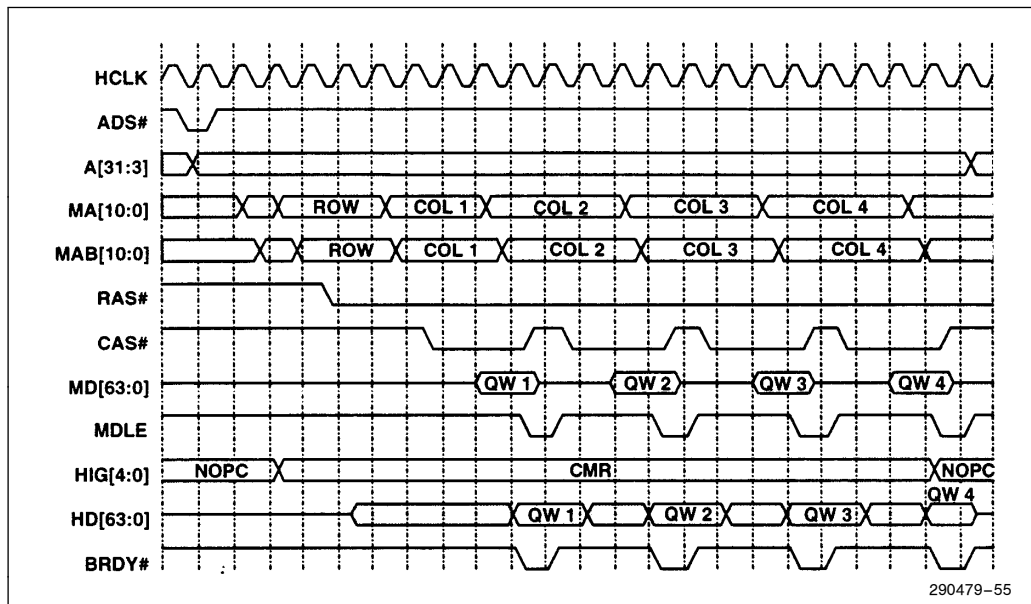 HCLK
ADS#
A[31:3]
MA[10:0] ROW COL 1 COL 2 COL 3 COL 4
MAB[10:0] ROW COL 1 COL 2 COL 3 COL 4
RAS#
CAS#
MD[63:0] QW 1 QW 2 QW 3 QW 4
MDLE
HIG[4:0] NOPC CMR NOPC
HD[63:0] QW 1 QW 2 QW 3 QW 4
BRDY#
290479–55